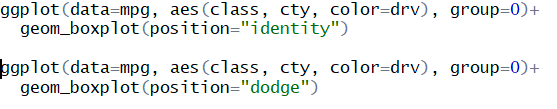 ggplot(data=mpg, aes(class, cty, color=drv), group=0)+
  geom_boxplot(position="identity")

ggplot(data=mpg, aes(class, cty, color=drv), group=0)+
  geom_boxplot(position="dodge")